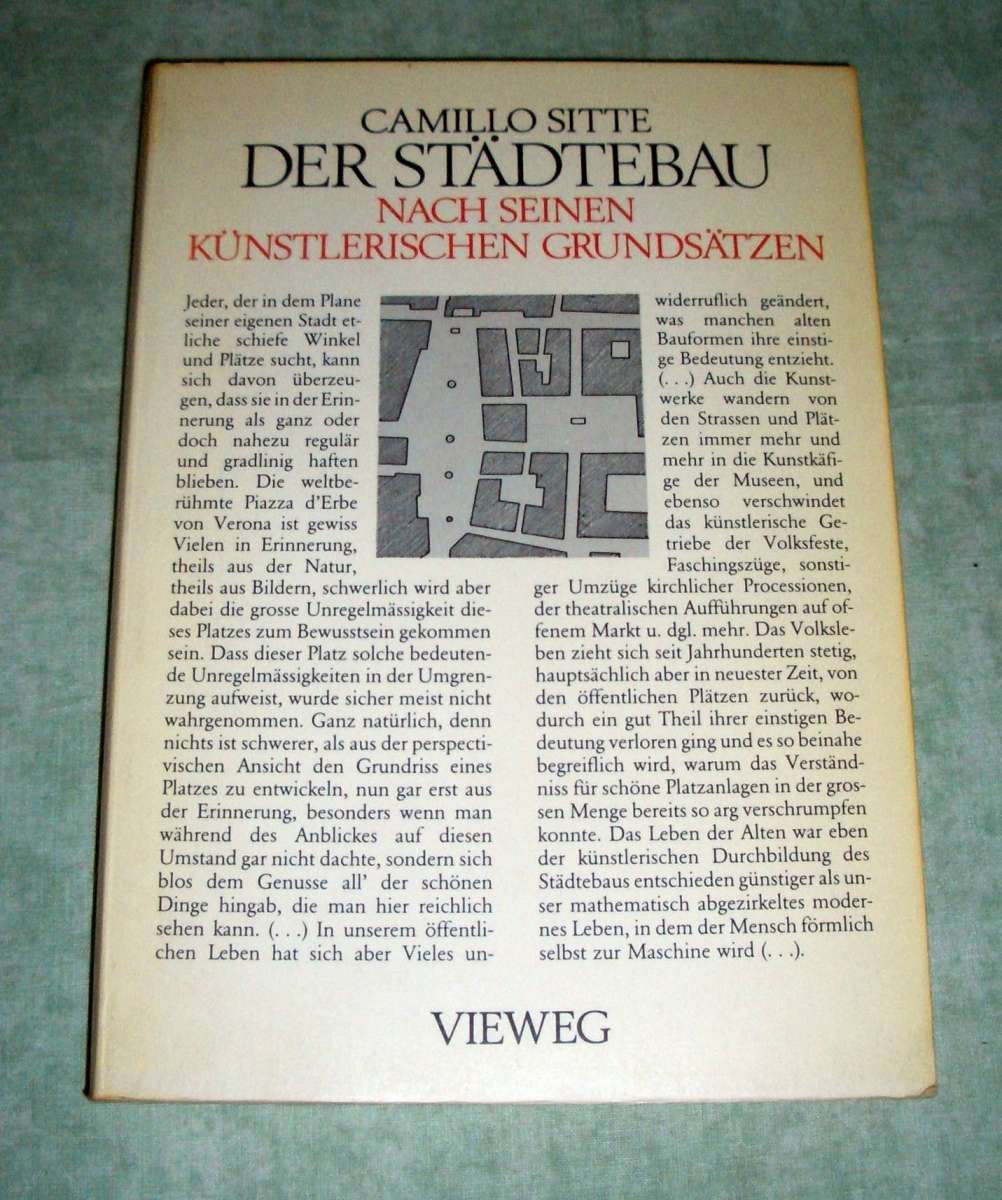 CAMILLO SITTE
DER STÄDTEBAU
NACH SEINEN
KÜNSTLERISCHEN GRUNDSÄTZEN
Jeder, der in dem Plane
seiner eigenen Stadt et-
liche schiefe Winkel
und Plätze sucht, kann
sich davon überzeu-
gen, dass sie in der Erin-
nerung als ganz oder
doch nahezu regulär
und gradlinig haften
blieben. Die weltbe-
rühmte Piazza d'Erbe
von Verona ist gewiss
Vielen in Erinnerung,
theils aus der Natur,
theils aus Bildern, schwerlich wird aber
dabei die grosse Unregelmässigkeit die-
ses Platzes zum Bewusstsein gekommen
sein. Dass dieser Platz solche bedeuten-
de Unregelmässigkeiten in der Umgren-
zung aufweist, wurde sicher meist nicht
wahrgenommen. Ganz natürlich, denn
nichts ist schwerer, als aus der perspecti-
vischen Ansicht den Grundriss eines
Platzes zu entwickeln, nun gar erst aus
der Erinnerung, besonders wenn man
während des Anblickes auf diesen
Umstand gar nicht dachte, sondern sich
blos dem Genusse all' der schönen
Dinge hingab, die man hier reichlich
sehen kann. (. . .) In unserem öffentli-
chen Leben hat sich aber Vieles un-
widerruflich geändert,
was manchen alten
Bauformen ihre einsti-
ge Bedeutung entzieht.
(. . .) Auch die Kunst-
werke wandern von
den Strassen und Plät-
zen immer mehr und
mehr in die Kunstkäfi-
ge der Museen, und
ebenso verschwindet
das künstlerische Ge-
triebe der Volksfeste,
Faschingszüge, sonsti-
ger Umzüge kirchlicher Processionen,
der theatralischen Aufführungen auf of-
fenem Markt u. dgl. mehr. Das Volksle-
ben zieht sich seit Jahrhunderten stetig,
hauptsächlich aber in neuester Zeit, von
den öffentlichen Plätzen zurück, wo-
durch ein gut Theil ihrer einstigen Be-
deutung verloren ging und es so beinahe
begreiflich wird, warum das Verständ-
niss für schöne Platzanlagen in der gros-
sen Menge bereits so arg verschrumpfen
konnte. Das Leben der Alten war eben
der künstlerischen Durchbildung des
Städtebaus entschieden günstiger als un-
ser mathematisch abgezirkeltes moder-
nes Leben, in dem der Mensch förmlich
selbst zur Maschine wird (. . .).
VIEWEG